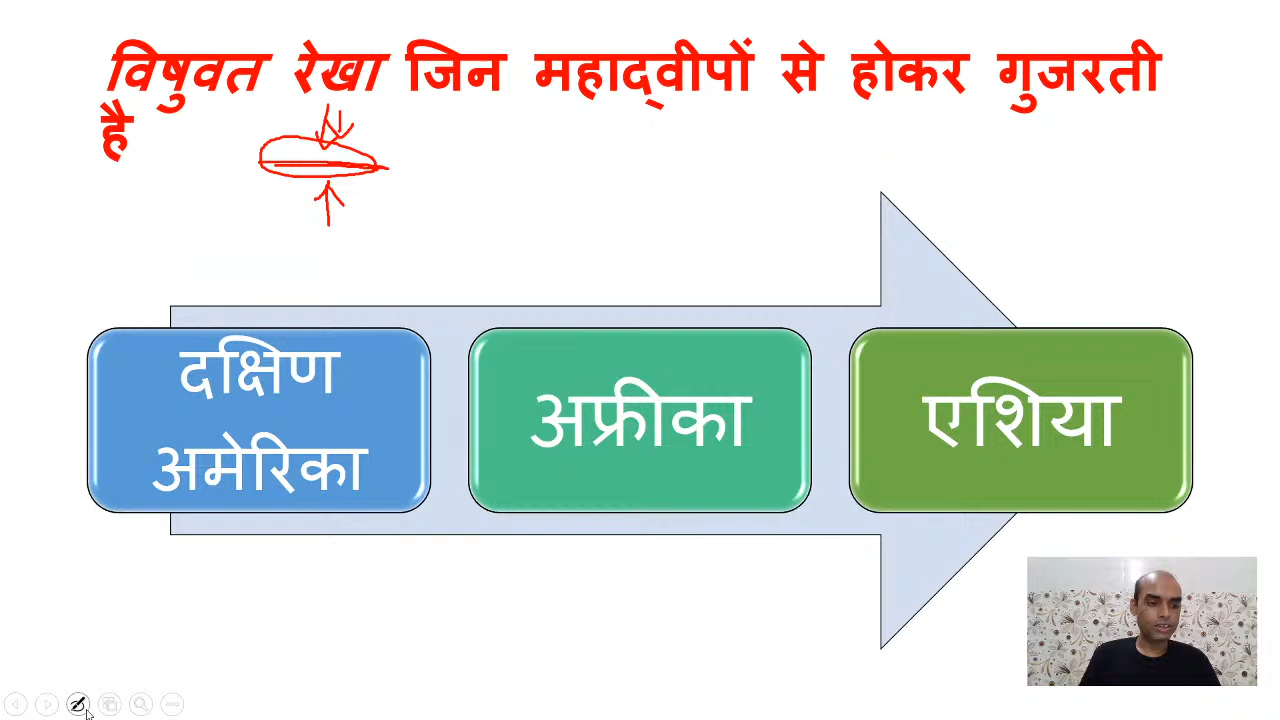 विषुवत रेखा जिन महाद्वीपों से होकर गुजरती
है
दक्षिण
अमेरिका
अफ्रीका
एशिया